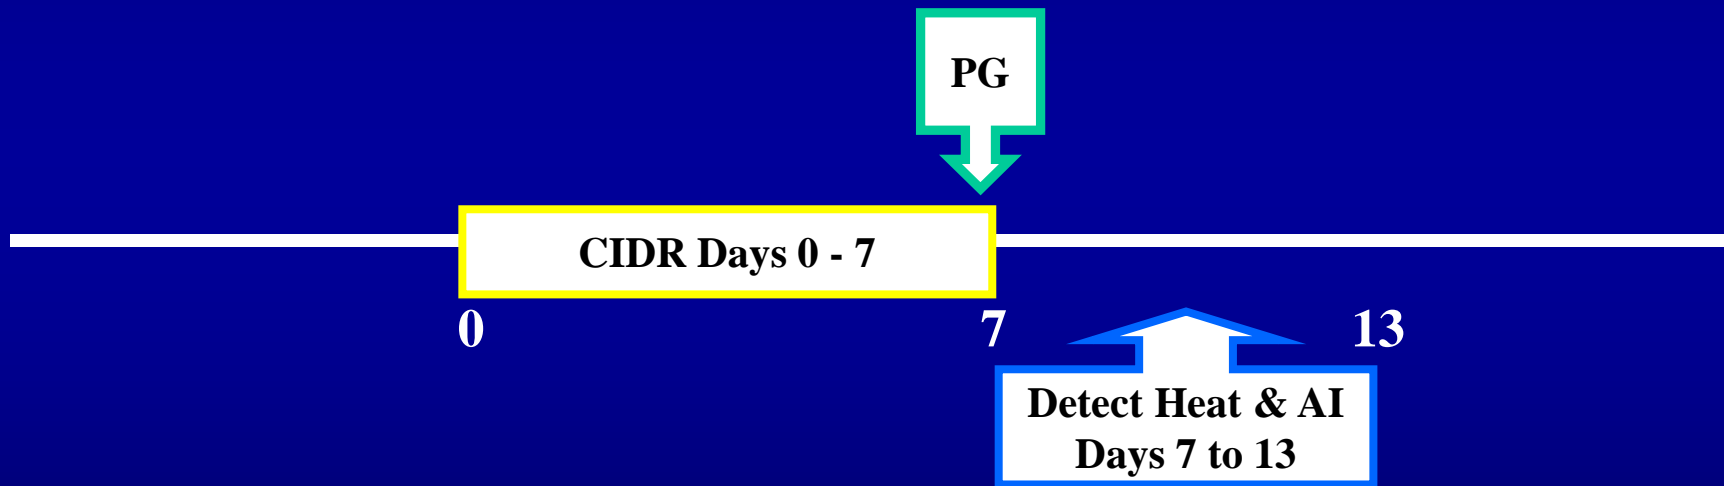 PG
CIDR Days 0 - 7
0
7
13
Detect Heat & AI
Days 7 to 13